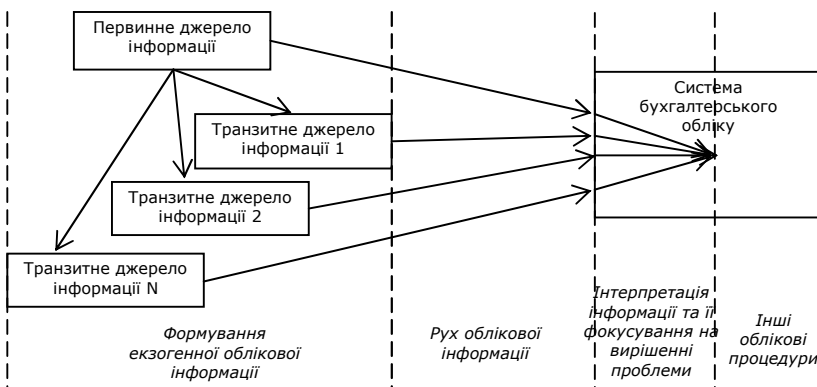 Первинне джерело
інформації
Транзитне джерело
інформації 1
Транзитне джерело
інформації 2
Транзитне джерело
інформації N
Система
бухгалтерського
обліку
Формування
екзогенної облікової
інформації
Рух облікової
інформації
Інтерпретація
інформації та її
фокусування на
вирішенні
проблеми
Інші
облікові
процедури